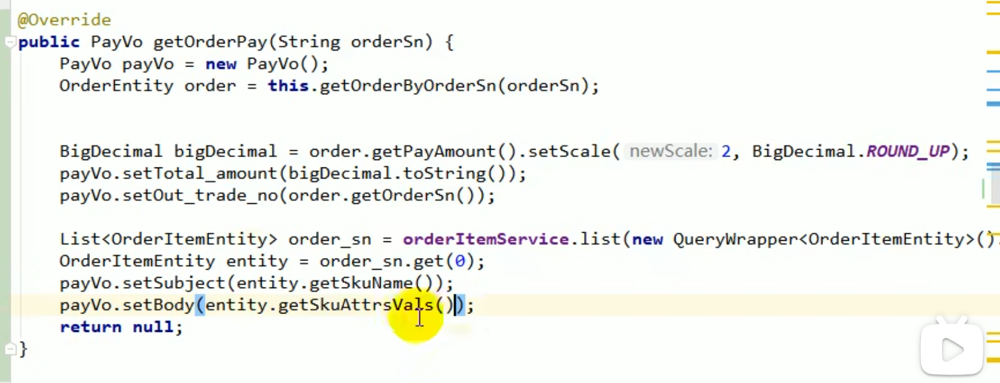 @Override
public PayVo getOrderPay(String orderSn) {
PayVo payVo = new PayVo();
OrderEntity order = this.getOrderByOrderSn(orderSn);
BigDecimal bigDecimal = order.getPayAmount().setScale( newScale: 2, BigDecimal.ROUND_UP);
payVo.setTotal_amount(bigDecimal.toString());
payVo.setOut_trade_no(order.getOrderSn());
List<OrderItemEntity> order_sn = orderItemService.list(new QueryWrapper<OrderItemEntity>().
OrderItemEntity entity = order_sn.get(0);
payVo.setSubject(entity.getSkuName());
payVo.setBody(entity.getSkuAttrsVals());
return null;
}